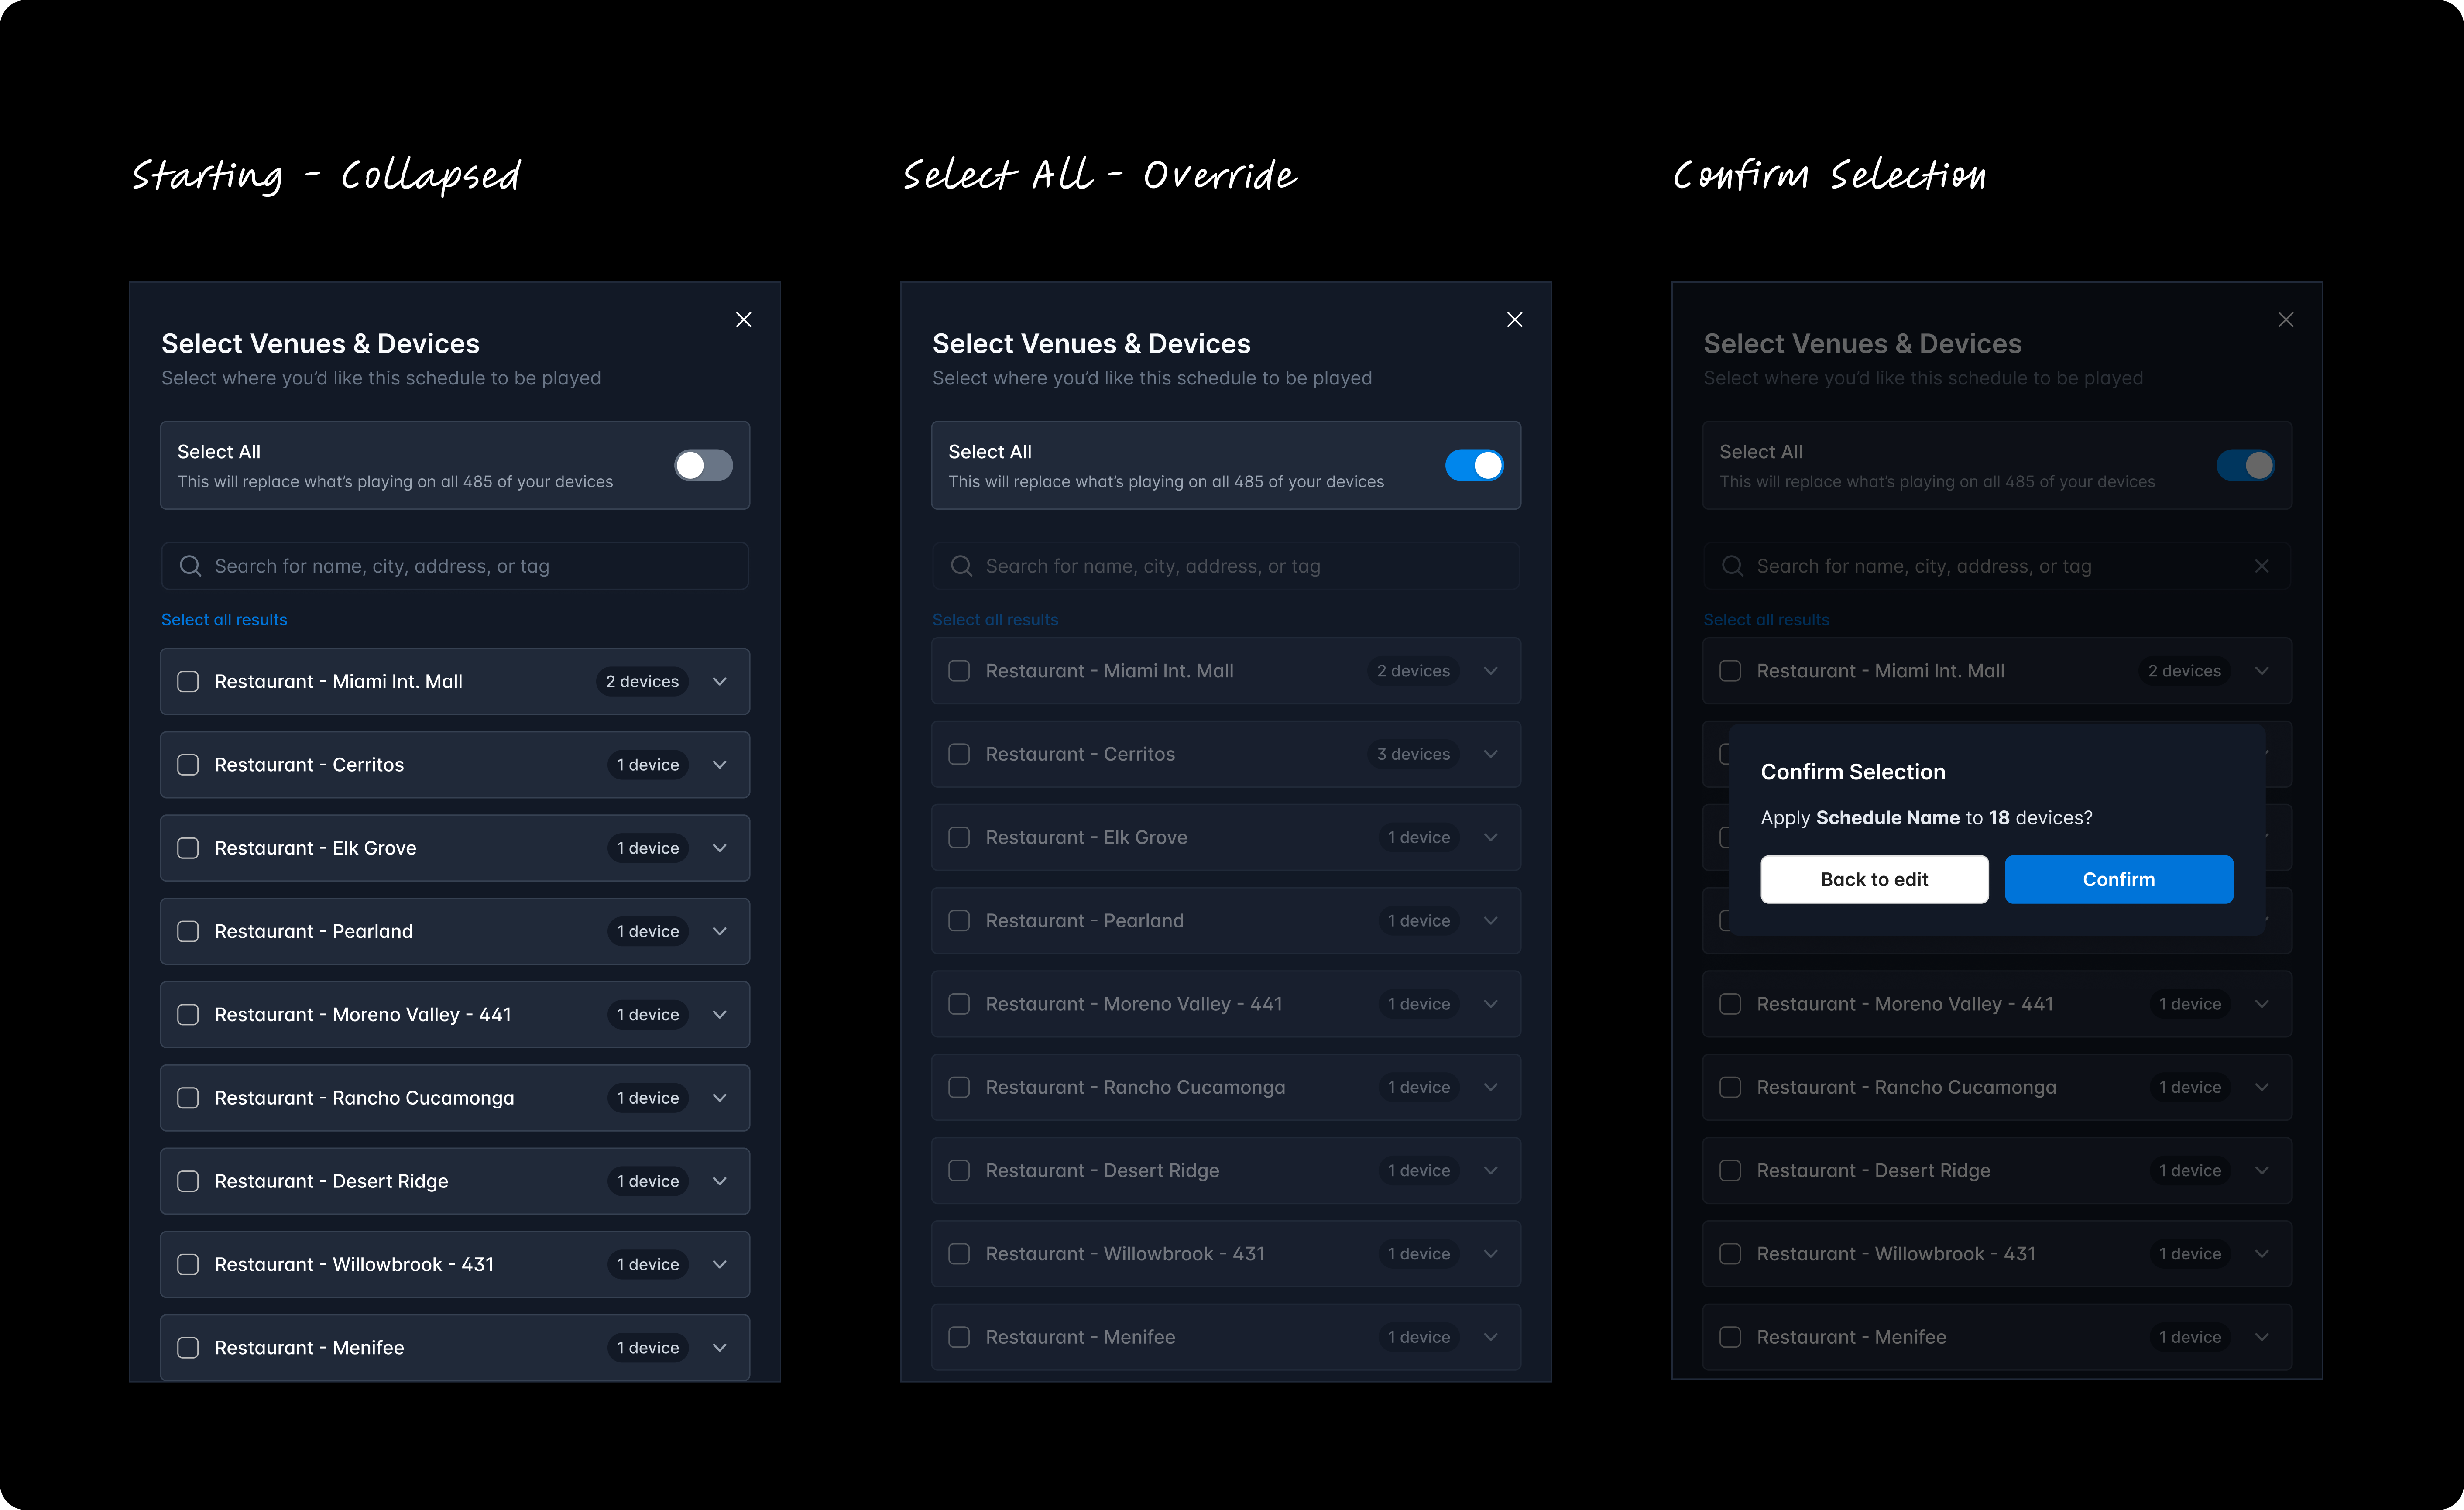 Starting - Collapsed
Select Venues & Devices
Select where you’d like this schedule to be played
Select All
This will replace what’s playing on all 485 of your devices
Search for name, city, address, or tag
Select all results
Restaurant - Miami Int. Mall 2 devices
Restaurant - Cerritos 1 device
Restaurant - Elk Grove 1 device
Restaurant - Pearland 1 device
Restaurant - Moreno Valley - 441 1 device
Restaurant - Rancho Cucamonga 1 device
Restaurant - Desert Ridge 1 device
Restaurant - Willowbrook - 431 1 device
Restaurant - Menifee 1 device
Select All - Override
Select Venues & Devices
Select where you’d like this schedule to be played
Select All
This will replace what’s playing on all 485 of your devices
Search for name, city, address, or tag
Select all results
Restaurant - Miami Int. Mall 2 devices
Restaurant - Cerritos 3 devices
Restaurant - Elk Grove 1 device
Restaurant - Pearland 1 device
Restaurant - Moreno Valley - 441 1 device
Restaurant - Rancho Cucamonga 1 device
Restaurant - Desert Ridge 1 device
Restaurant - Willowbrook - 431 1 device
Restaurant - Menifee 1 device
Confirm Selection
Select Venues & Devices
Select where you’d like this schedule to be played
Select All
This will replace what’s playing on all 485 of your devices
Search for name, city, address, or tag
Select all results
Restaurant - Miami Int. Mall 2 devices
Confirm Selection
Apply Schedule Name to 18 devices?
Back to edit Confirm
Restaurant - Moreno Valley - 441 1 device
Restaurant - Rancho Cucamonga 1 device
Restaurant - Desert Ridge 1 device
Restaurant - Willowbrook - 431 1 device
Restaurant - Menifee 1 device